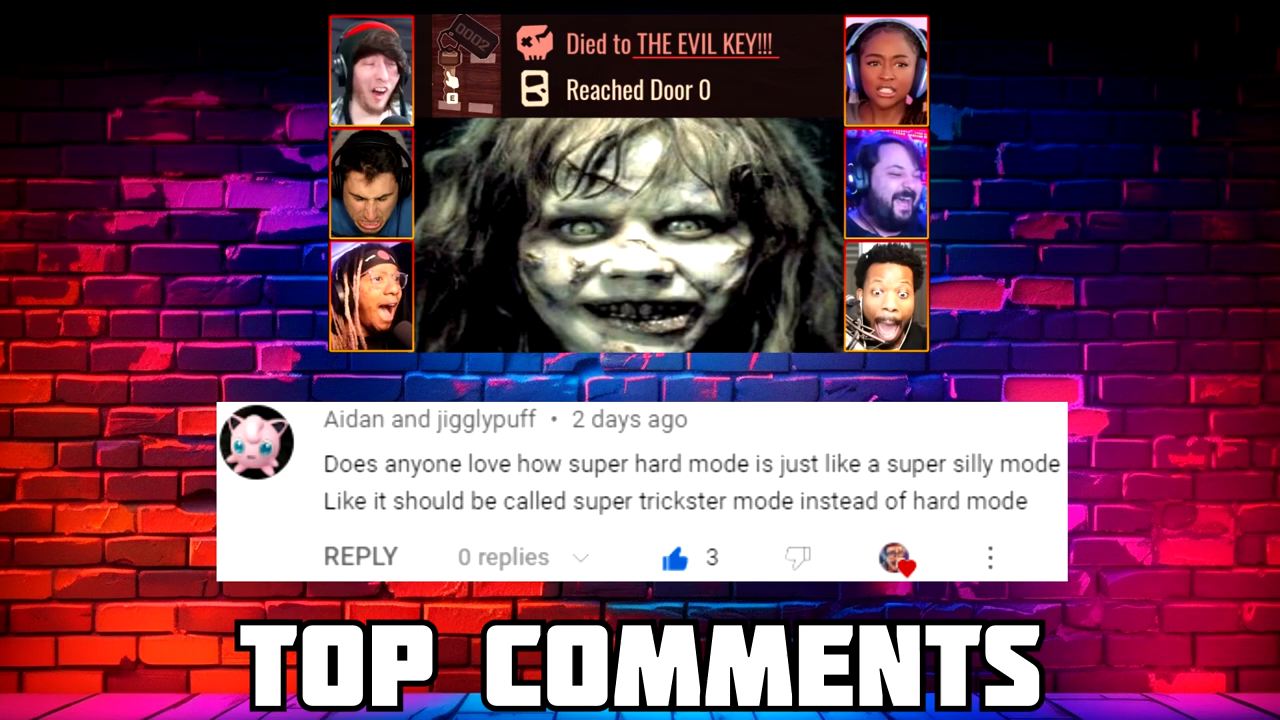 0002
E
Died to THE EVIL KEY!!!
Reached Door 0
Aidan and jigglypuff • 2 days ago
Does anyone love how super hard mode is just like a super silly mode
Like it should be called super trickster mode instead of hard mode
REPLY 0 replies 3
TOP COMMENTS